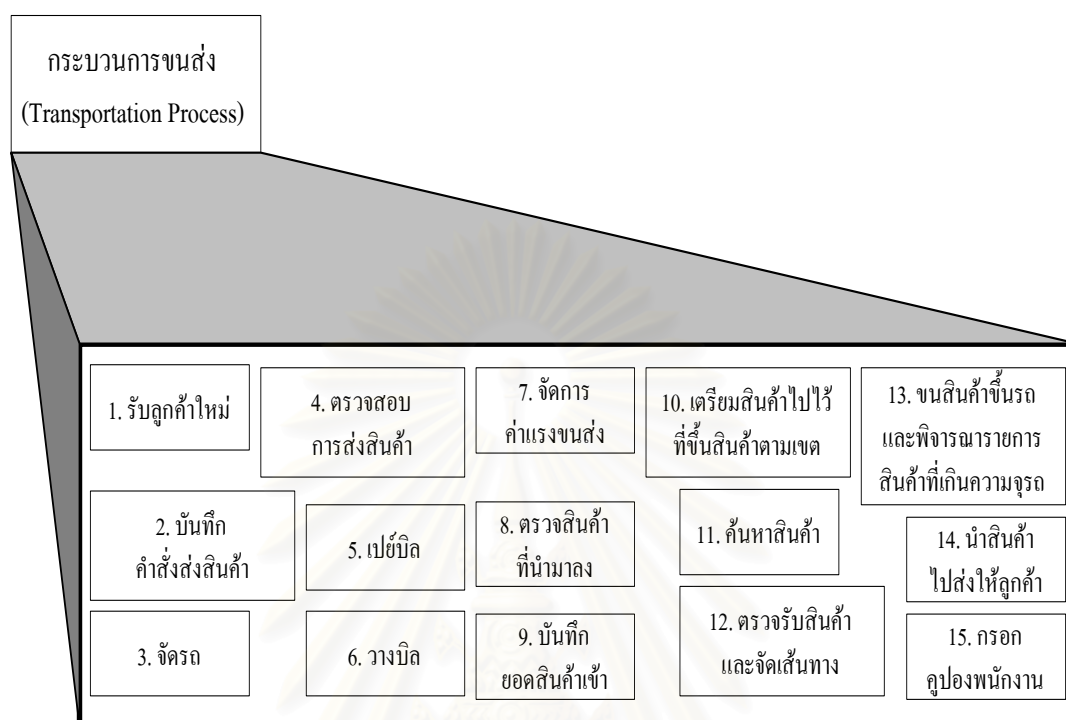 กระบวนการขนส่ง
(Transportation Process)
1. รับลูกค้าใหม่
2. บันทึก
คำสั่งส่งสินค้า
3. จัดรถ
4. ตรวจสอบ
การส่งสินค้า
5. เปย์บิล
6. วางบิล
7. จัดการ
ค่าแรงขนส่ง
8. ตรวจสินค้า
ที่นำมาลง
9. บันทึก
ยอดสินค้าเข้า
10. เตรียมสินค้าไปไว้
ที่ขึ้นสินค้าตามเขต
11. ค้นหาสินค้า
12. ตรวจรับสินค้า
และจัดเส้นทาง
13. ขนสินค้าขึ้นรถ
และพิจารณารายการ
สินค้าที่เกินความจุรถ
14. นำสินค้า
ไปส่งให้ลูกค้า
15. กรอก
คูปองพนักงาน